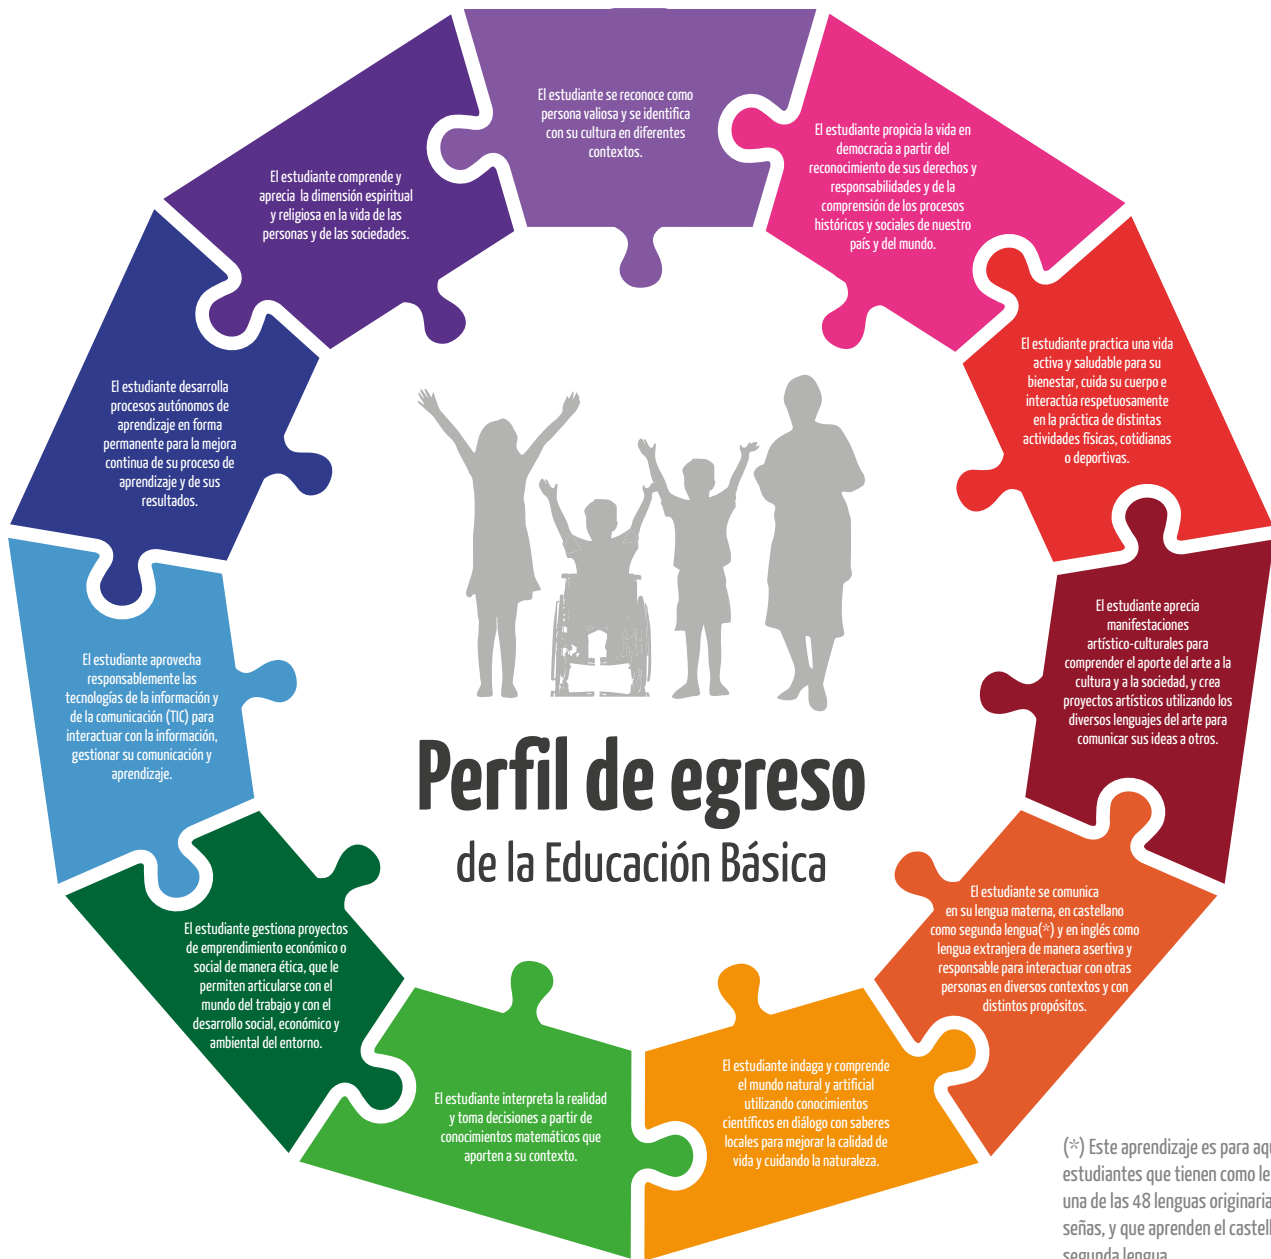 El estudiante se reconoce como
persona valiosa y se identifica
con su cultura en diferentes
contextos.
El estudiante propicia la vida en
democracia a partir del
reconocimiento de sus derechos y
responsabilidades y de la
comprensión de los procesos
históricos y sociales de nuestro
país y del mundo.
El estudiante practica una vida
activa y saludable para su
bienestar, cuida su cuerpo e
interactúa respetuosamente
en la práctica de distintas
actividades físicas, cotidianas
o deportivas.
El estudiante aprecia
manifestaciones
artístico-culturales para
comprender el aporte del arte a la
cultura y a la sociedad, y crea
proyectos artísticos utilizando los
diversos lenguajes del arte para
comunicar sus ideas a otros.
El estudiante se comunica
en su lengua materna, en castellano
como segunda lengua(*) y en inglés como
lengua extranjera de manera asertiva y
responsable para interactuar con otras
personas en diversos contextos y con
distintos propósitos.
El estudiante indaga y comprende
el mundo natural y artificial
utilizando conocimientos
científicos en diálogo con saberes
locales para mejorar la calidad de
vida y cuidando la naturaleza.
El estudiante interpreta la realidad
y toma decisiones a partir de
conocimientos matemáticos que
aporten a su contexto.
El estudiante gestiona proyectos
de emprendimiento económico o
social de manera ética, que le
permiten articularse con el
mundo del trabajo y con el
desarrollo social, económico y
ambiental del entorno.
El estudiante aprovecha
responsablemente las
tecnologías de la información y
de la comunicación (TIC) para
interactuar con la información,
gestionar su comunicación y
aprendizaje.
El estudiante desarrolla
procesos autónomos de
aprendizaje en forma
permanente para la mejora
continua de su proceso de
aprendizaje y de sus
resultados.
El estudiante comprende y
aprecia la dimensión espiritual
y religiosa en la vida de las
personas y de las sociedades.
Perfil de egreso
de la Educación Básica
(*) Este aprendizaje es para
estudiantes que tienen como
una de las 48 lenguas
señas, y que aprenden el
segunda lengua